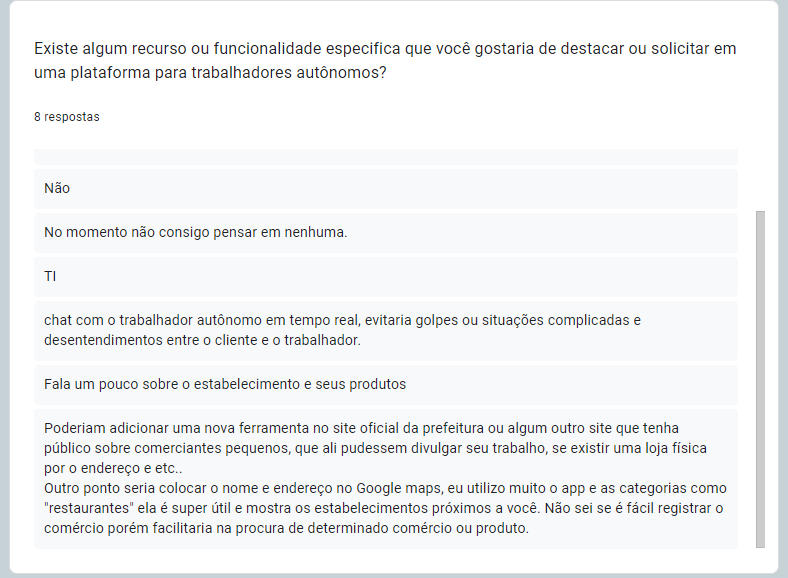 Existe algum recurso ou funcionalidade especifica que você gostaria de destacar ou solicitar em
uma plataforma para trabalhadores autônomos?
8 respostas
Não
No momento não consigo pensar em nenhuma.
TI
chat com o trabalhador autônomo em tempo real, evitaria golpes ou situações complicadas e
desentendimentos entre o cliente e o trabalhador.
Fala um pouco sobre o estabelecimento e seus produtos
Poderiam adicionar uma nova ferramenta no site oficial da prefeitura ou algum outro site que tenha
público sobre comerciantes pequenos, que ali pudessem divulgar seu trabalho, se existir uma loja física
por o endereço e etc..
Outro ponto seria colocar o nome e endereço no Google maps, eu utilizo muito o app e as categorias como
"restaurantes" ela é super útil e mostra os estabelecimentos próximos a você. Não sei se é fácil registrar o
comércio porém facilitaria na procura de determinado comércio ou produto.